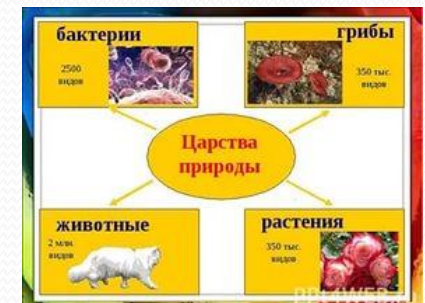 бактерии
2500
видов
грибы
350 тыс.
видов
Царства
природы
животные
2 млн.
видов
растения
350 тыс.
видов